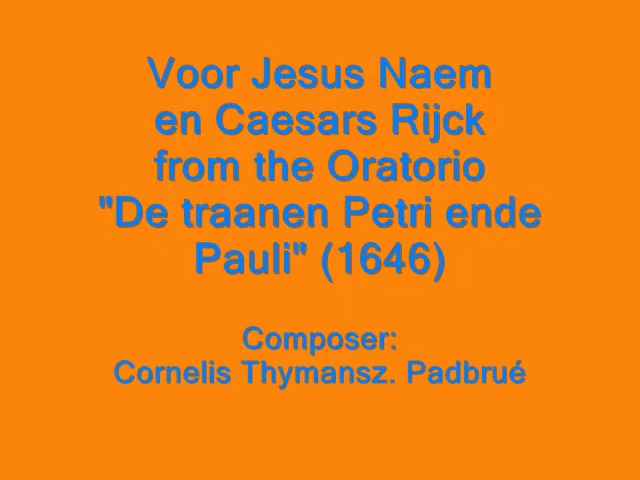 Voor Jesus Naem
en Caesars Rijck
from the Oratorio
"De traanen Petri ende
Pauli" (1646)
Composer:
Cornelis Thymansz. Padbrué